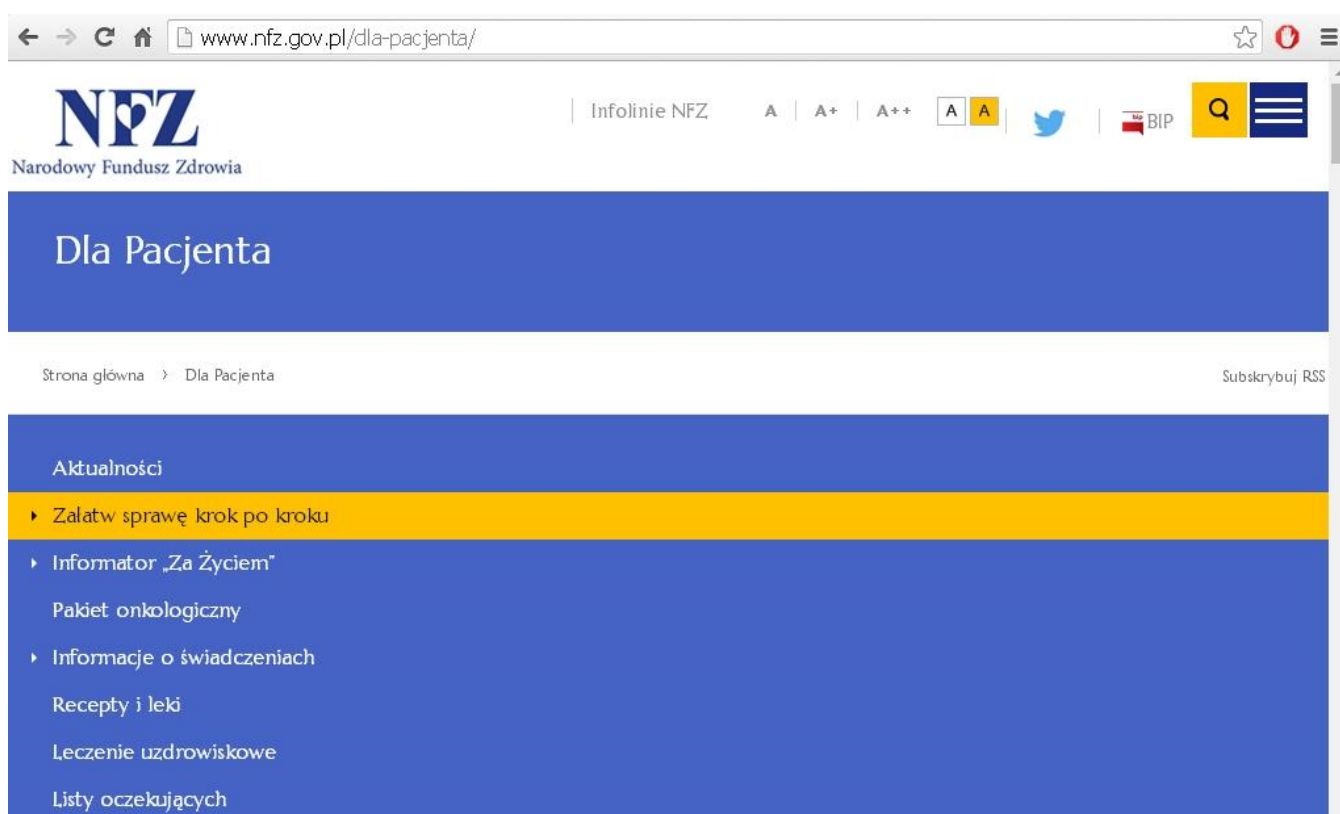 www.nfz.gov.pl/dla-pacjenta/
NFZ
Narodowy Fundusz Zdrowia
Infolinie NFZ A A+ A++ A A bip BIP
Dla Pacjenta
Strona główna > Dla Pacjenta Subskrybuj RSS
Aktualności
Załatw sprawę krok po kroku
Informator „Za Życiem”
Pakiet onkologiczny
Informacje o świadczeniach
Recepty i leki
Leczenie uzdrowiskowe
Listy oczekujących